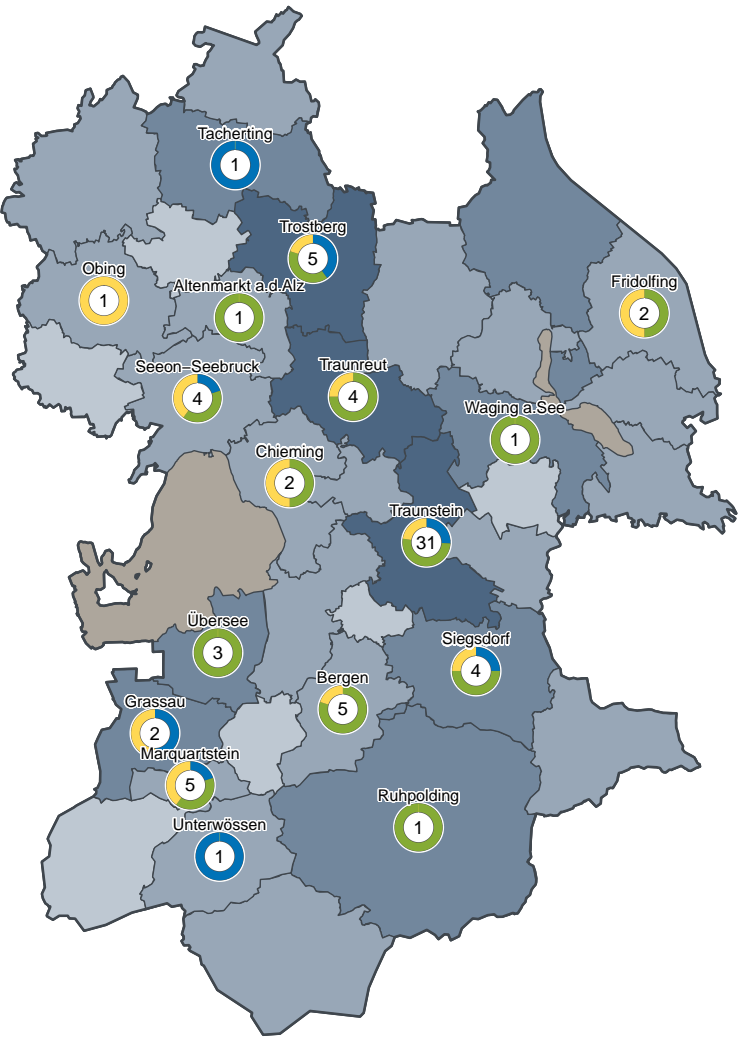 Tacherting
1
Trostberg
5
Obing
1
Altenmarkt a.d.Alz
1
Fridolfing
2
Seeon–Seebruck
4
Traunreut
4
Waging a.See
1
Chieming
2
Traunstein
31
Übersee
3
Siegsdorf
4
Bergen
5
Grassau
2
Marquartstein
5
Ruhpolding
1
Unterwössen
1